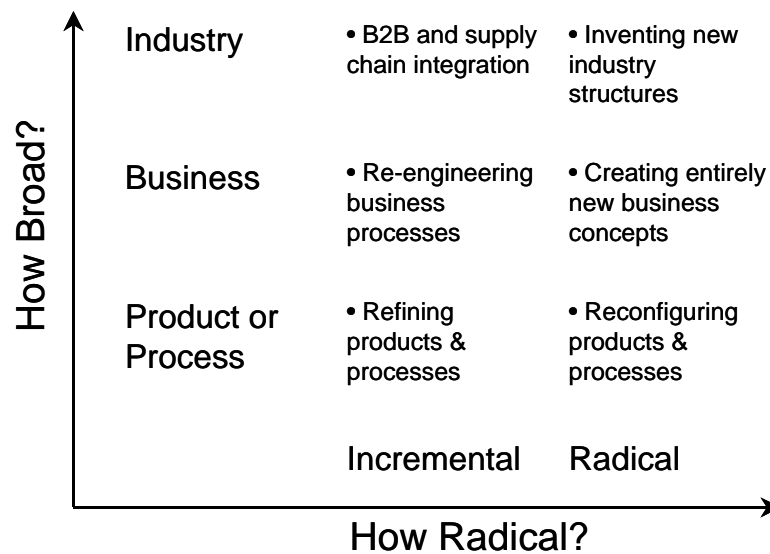 How Broad?
Industry
• B2B and supply
chain integration
• Inventing new
industry
structures
Business
• Re-engineering
business
processes
• Creating entirely
new business
concepts
Product or
Process
• Refining
products &
processes
• Reconfiguring
products &
processes
Incremental
Radical
How Radical?